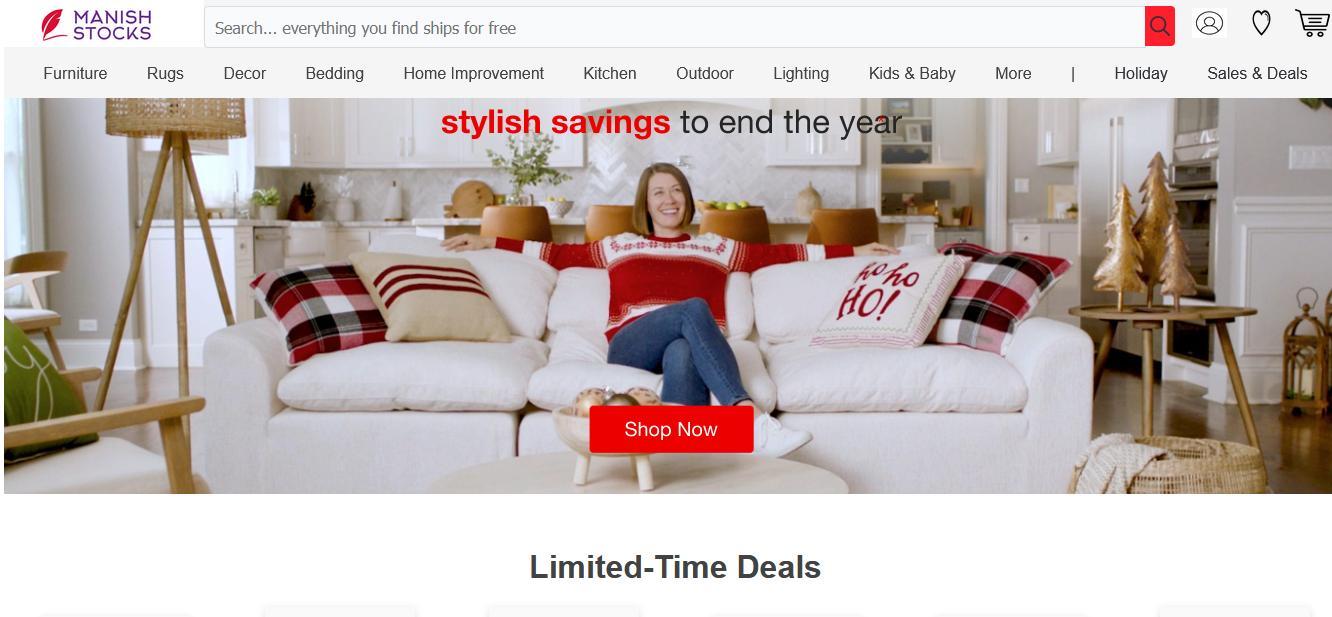 MANISH
STOCKS
Search... everything you find ships for free
Furniture Rugs Decor Bedding Home Improvement Kitchen Outdoor Lighting Kids & Baby More | Holiday Sales & Deals
stylish savings to end the year
ho ho
HO!
Shop Now
Limited-Time Deals